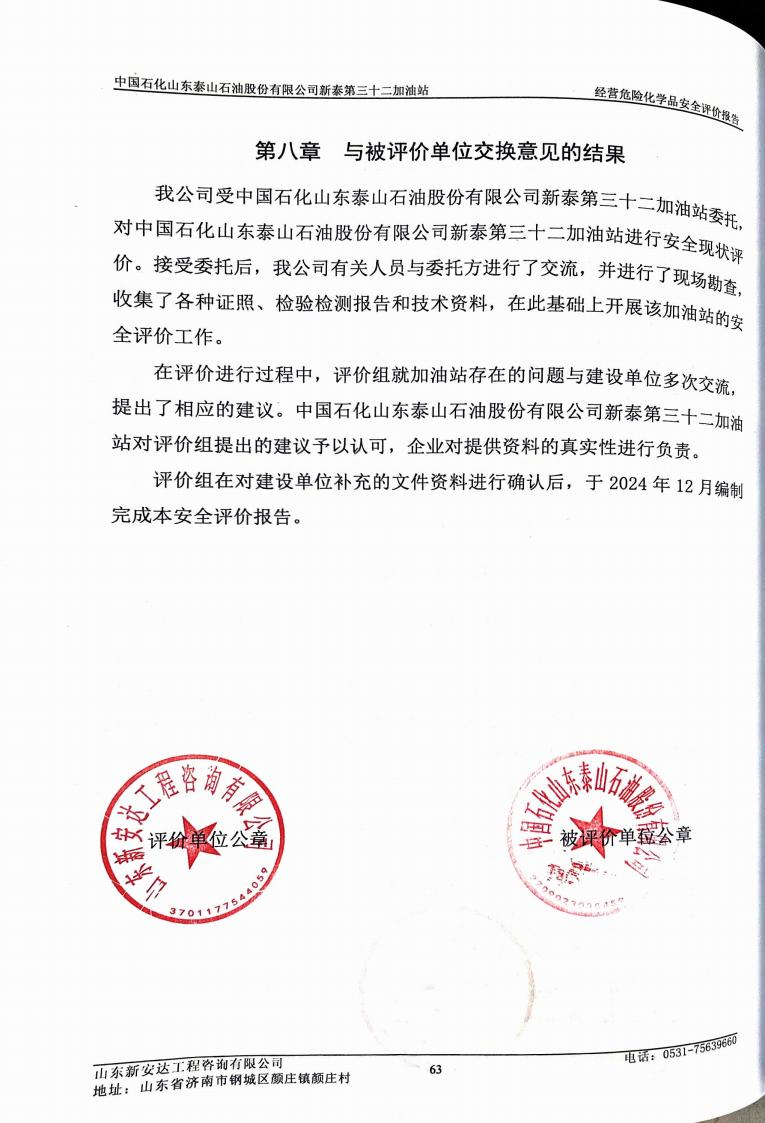 中国石化山东泰山石油股份有限公司新泰第三十二加油站
经营危险化学品安全评价报告
第八章 与被评价单位交换意见的结果
我公司受中国石化山东泰山石油股份有限公司新泰第三十二加油站委托，
对中国石化山东泰山石油股份有限公司新泰第三十二加油站进行安全现状评
价。接受委托后，我公司有关人员与委托方进行了交流，并进行了现场勘查，
收集了各种证照、检验检测报告和技术资料，在此基础上开展该加油站的安
全评价工作。
在评价进行过程中，评价组就加油站存在的问题与建设单位多次交流，
提出了相应的建议。中国石化山东泰山石油股份有限公司新泰第三十二加油
站对评价组提出的建议予以认可，企业对提供资料的真实性进行负责。
评价组在对建设单位补充的文件资料进行确认后，于 2024 年 12 月编制
完成本安全评价报告。
山东新安达工程咨询有限公司
评价单位公章
3701177544059
中国石化山东泰山石油股份有限公司
被评价单位公章
山东新安达工程咨询有限公司
地址：山东省济南市钢城区颜庄镇颜庄村
63
电话：0531-75639660